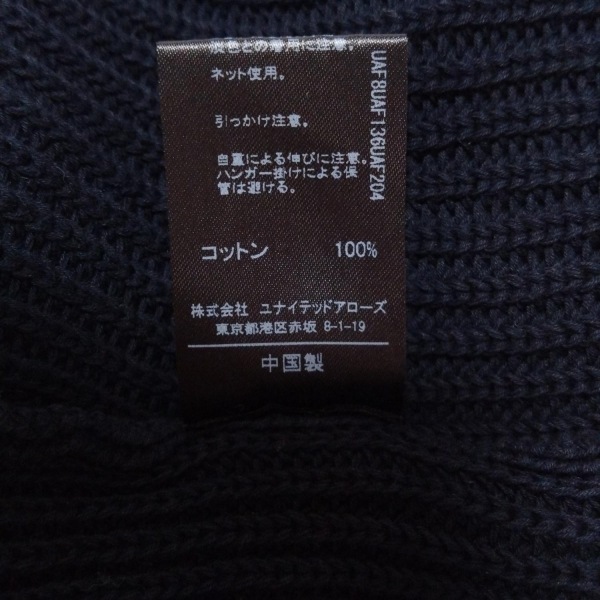 淡色との着用に注意。
ネット使用。
引っかけ注意。
自重による伸びに注意。
ハンガー掛けによる保
管は避ける。
コットン 100%
株式会社 ユナイテッドアローズ
東京都港区赤坂 8-1-19
中国製
UAF8UAF136UAF204